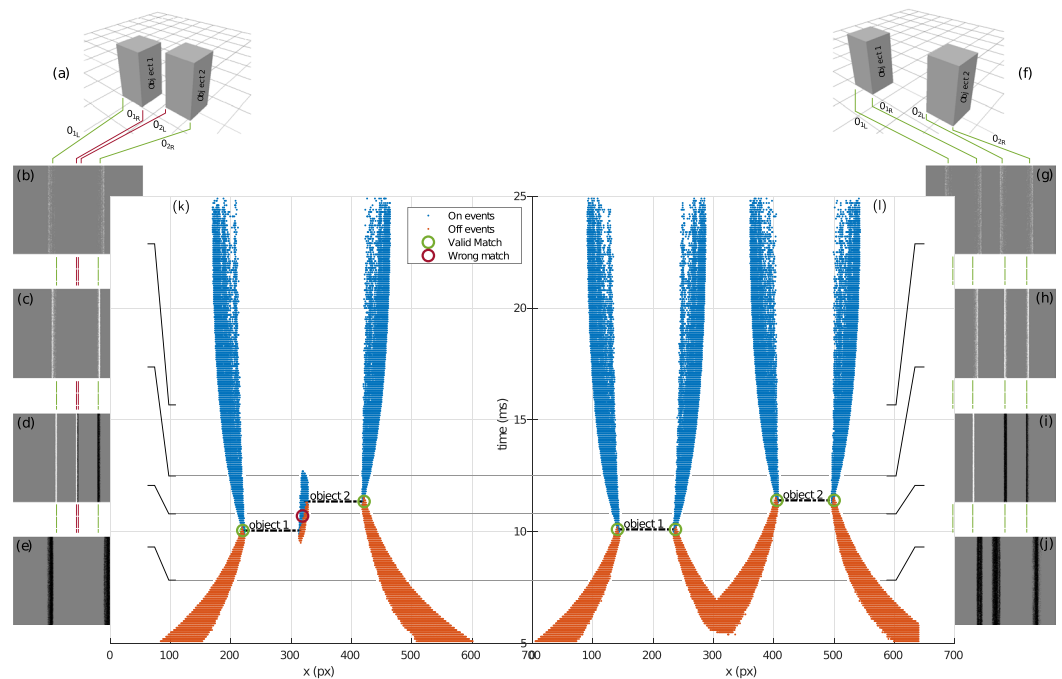 (a)
Object 1
Object 2
O1L
O1R
O2L
O2R
(b)
(c)
(d)
(e)
(f)
Object 1
Object 2
O1L
O1R
O2L
O2R
(g)
(h)
(i)
(j)
(k)
On events
Off events
Valid Match
Wrong match
object 1
object 2
0 100 200 300 400 500 600 700
x (px)
(l)
25
20
15
10
5
time (ms)
object 1
object 2
0 100 200 300 400 500 600 700
x (px)